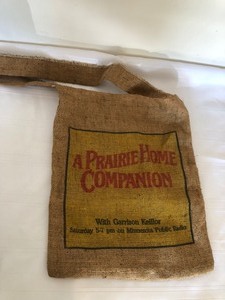 A PRAIRIE HOME
COMPANION
With Garrison Keillor
Saturday 5-7 pm on Minnesota Public Radio